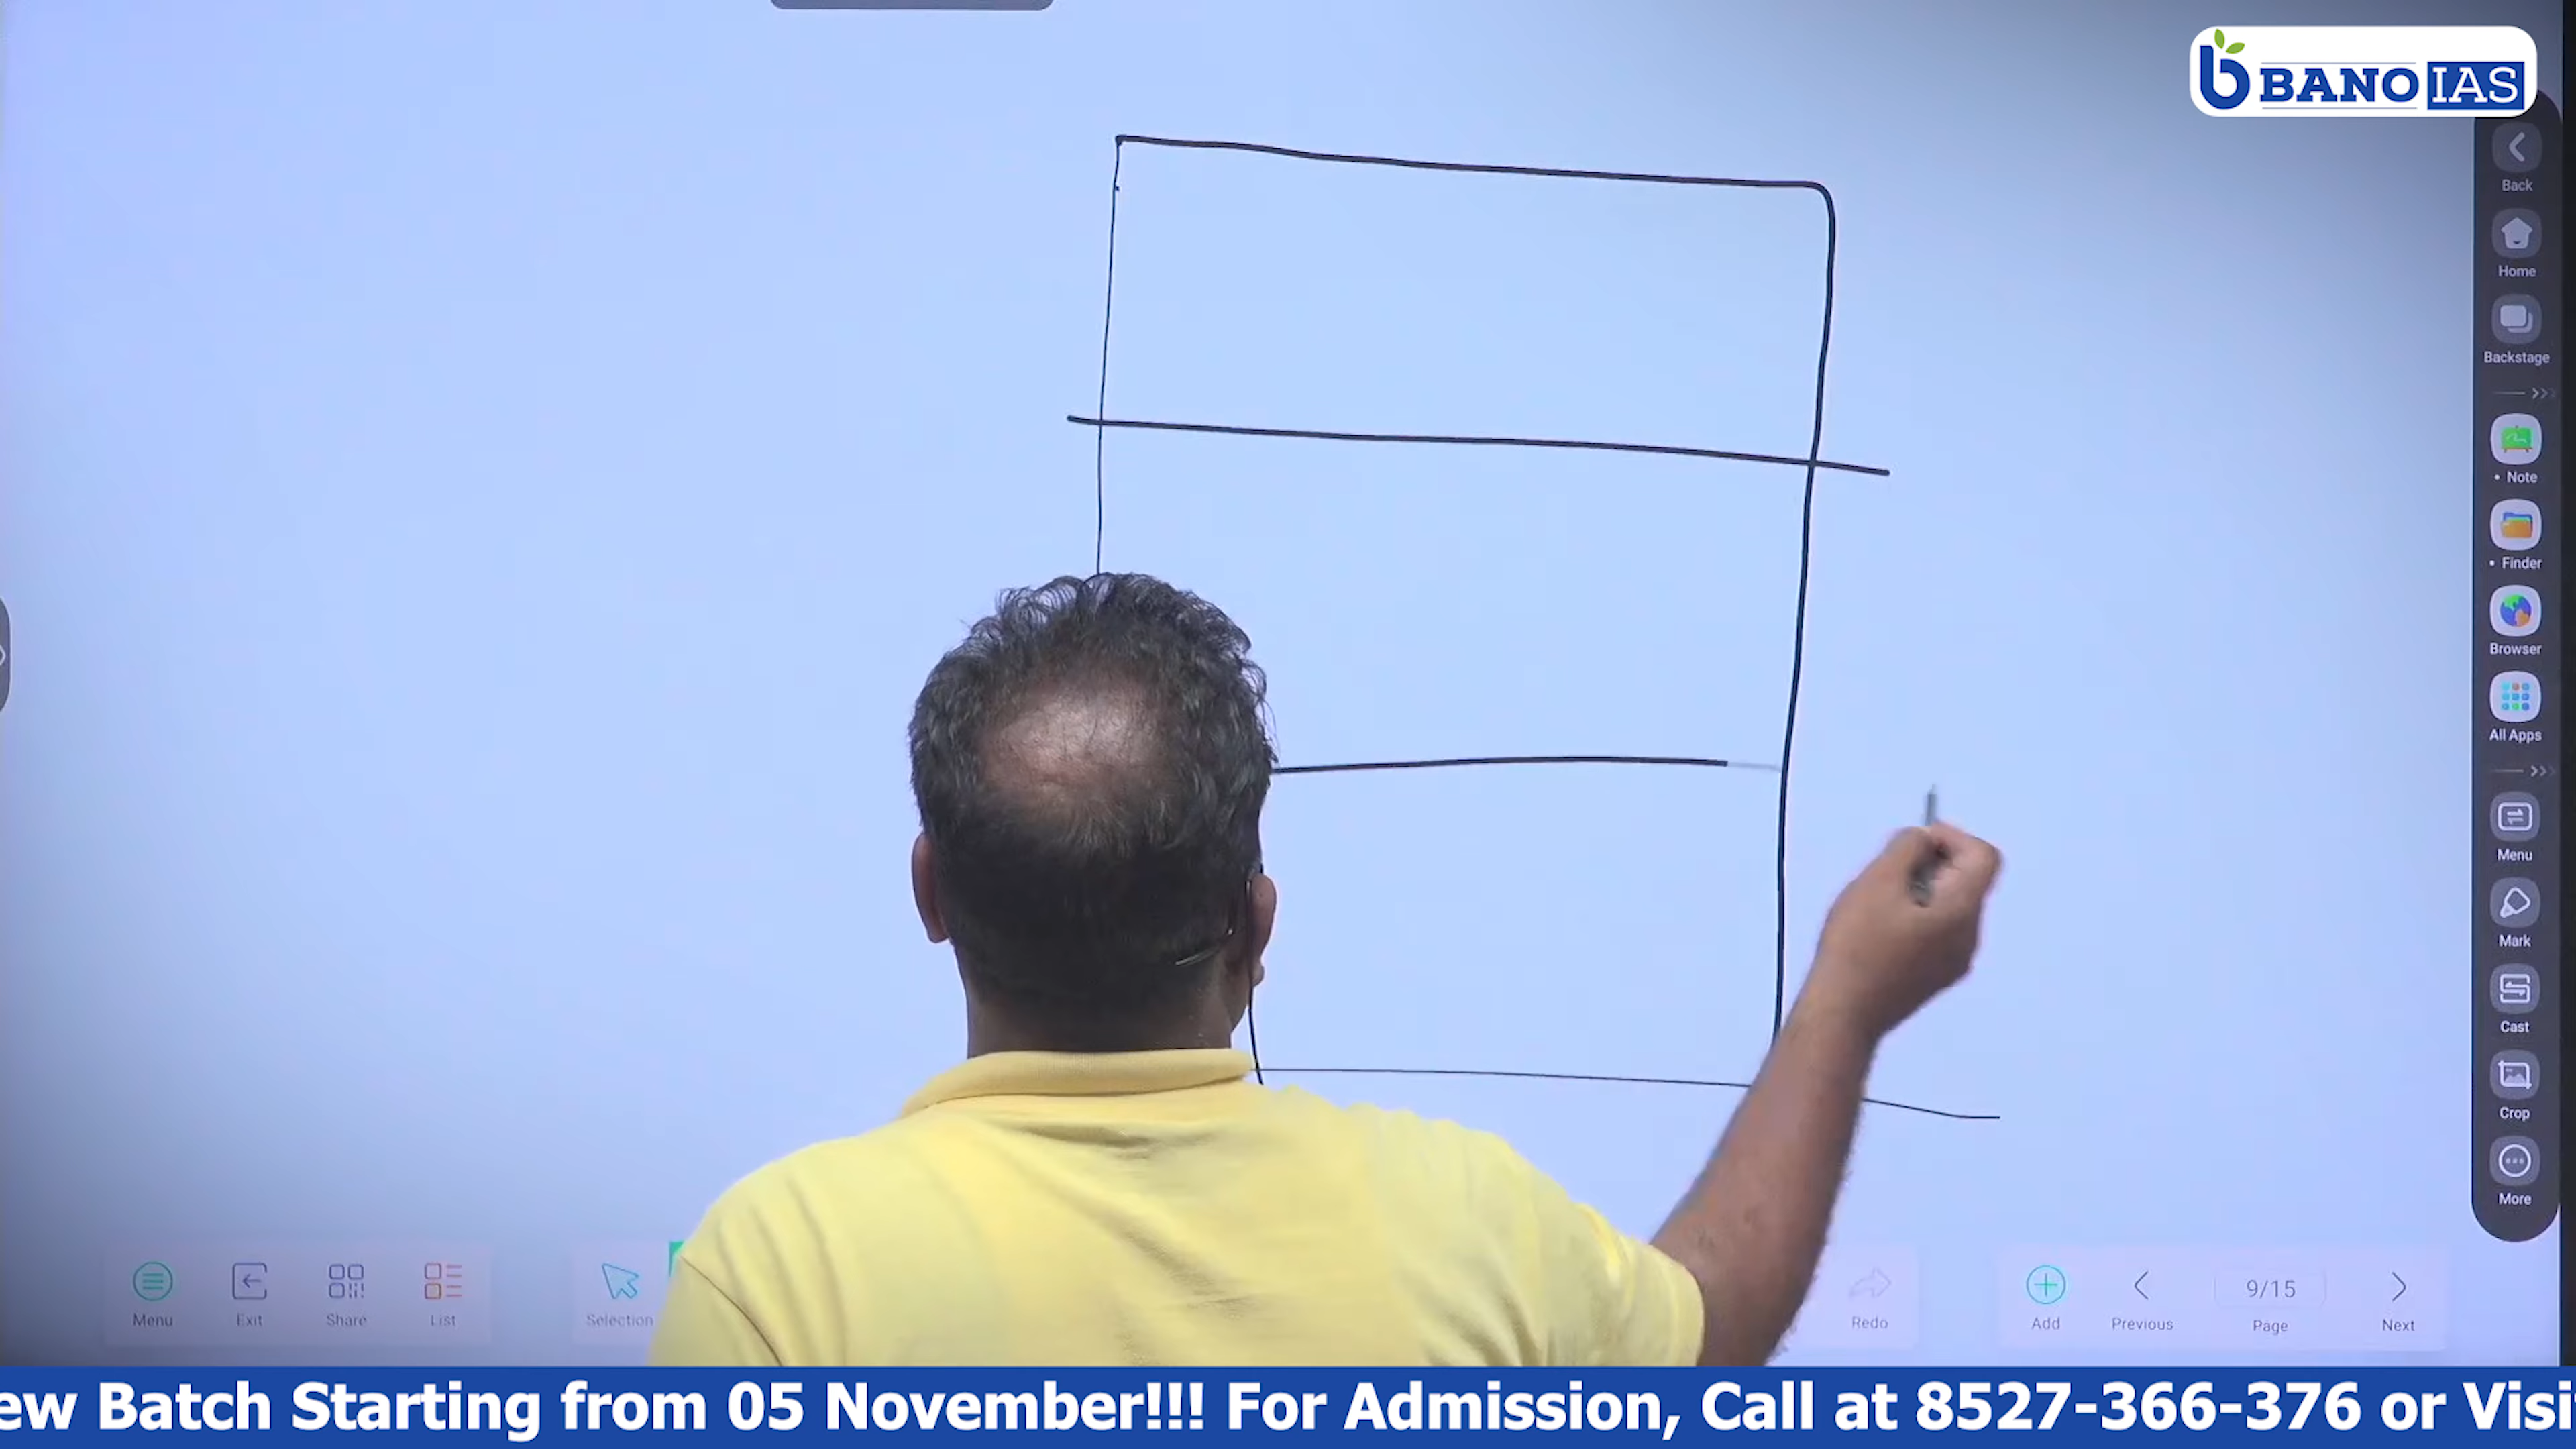 BANO IAS
Back
Home
Backstage
Note
Finder
Browser
All Apps
Menu
Mark
Cast
Crop
More
Menu
Exit
Share
List
Selection
Redo
Add
Previous
9/15
Page
Next
ew Batch Starting from 05 November!!! For Admission, Call at 8527-366-376 or Visi